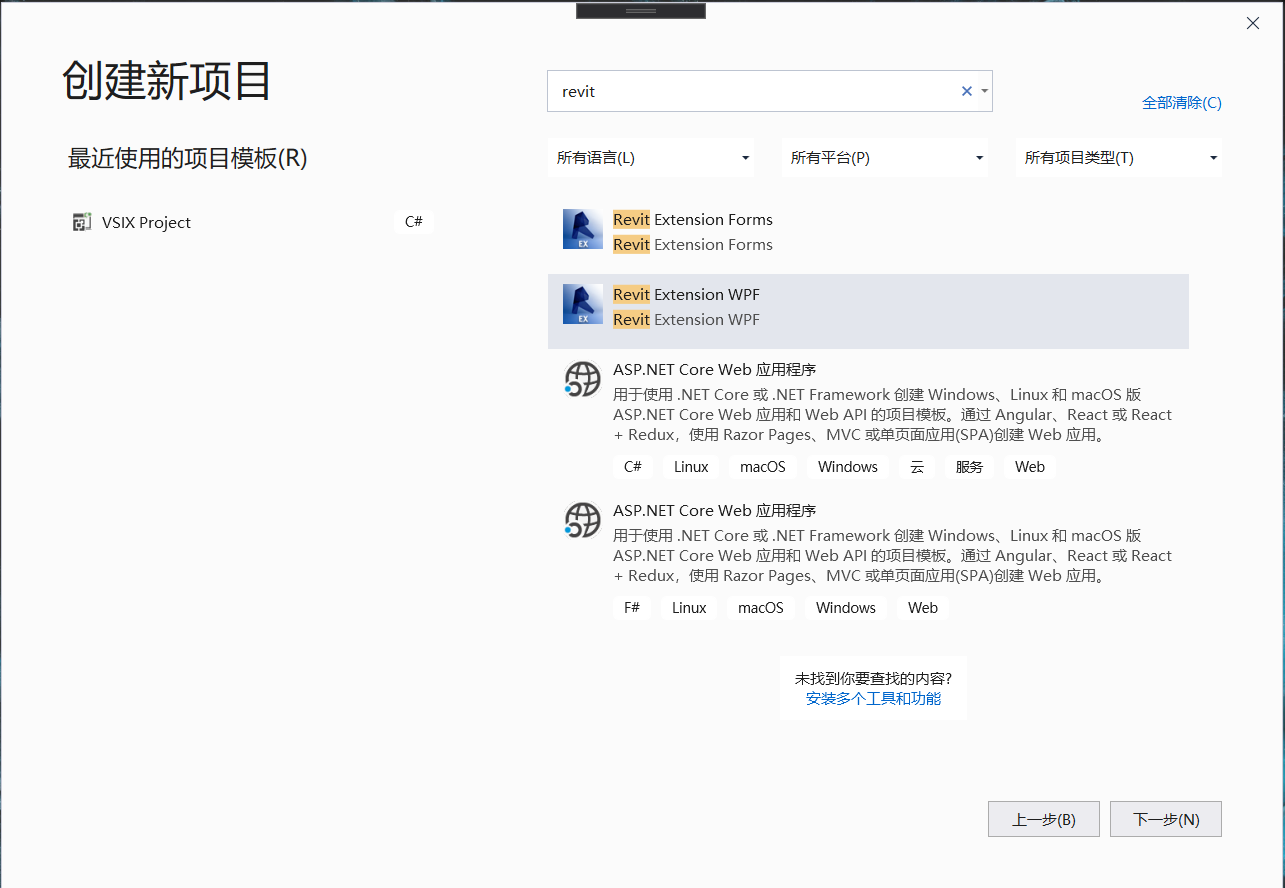 创建新项目
最近使用的项目模板(R)
VSIX Project
C#
revit
全部清除(C)
所有语言(L)
所有平台(P)
所有项目类型(T)
EX
Revit Extension Forms
Revit Extension Forms
EX
Revit Extension WPF
Revit Extension WPF
ASP.NET Core Web 应用程序
用于使用 .NET Core 或 .NET Framework 创建 Windows、Linux 和 macOS 版
ASP.NET Core Web 应用和 Web API 的项目模板。通过 Angular、React 或 React
+ Redux，使用 Razor Pages、MVC 或单页面应用(SPA)创建 Web 应用。
C# Linux macOS Windows 云 服务 Web
ASP.NET Core Web 应用程序
用于使用 .NET Core 或 .NET Framework 创建 Windows、Linux 和 macOS 版
ASP.NET Core Web 应用和 Web API 的项目模板。通过 Angular、React 或 React
+ Redux，使用 Razor Pages、MVC 或单页面应用(SPA)创建 Web 应用。
F# Linux macOS Windows Web
未找到你要查找的内容?
安装多个工具和功能
上一步(B)
下一步(N)